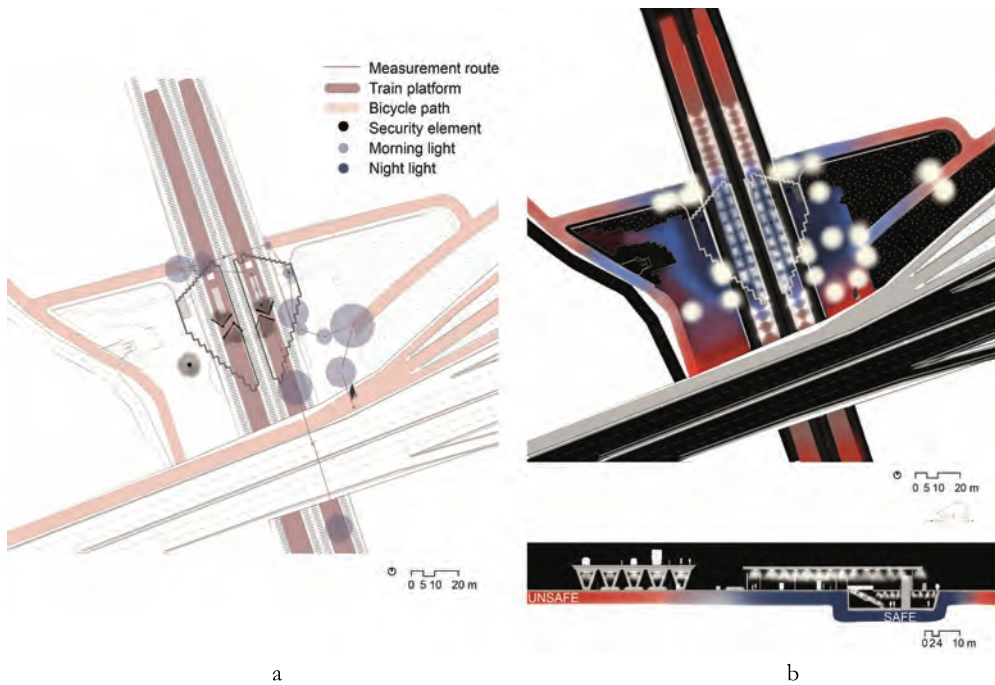 Measurement route
Train platform
Bicycle path
Security element
Morning light
Night light
0 5 10 20 m
0 5 10 20 m
UNSAFE
SAFE
0 2 4 10 m
a
b